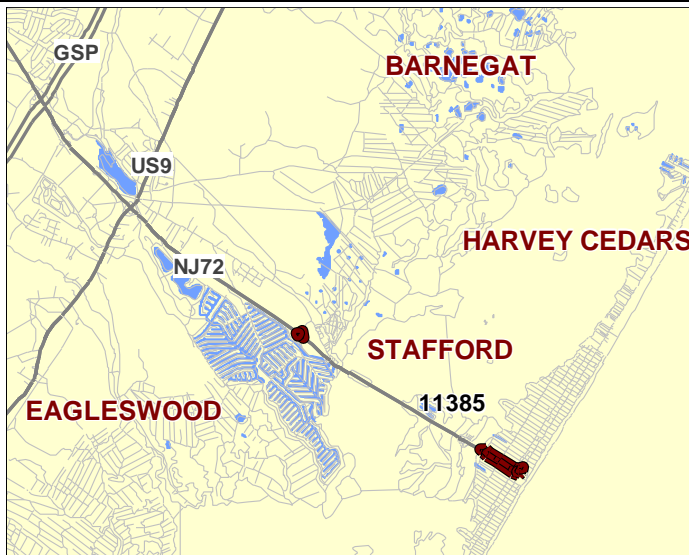 GSP
BARNEGAT
US9
HARVEY CEDARS
NJ72
STAFFORD
11385
EAGLESWOOD